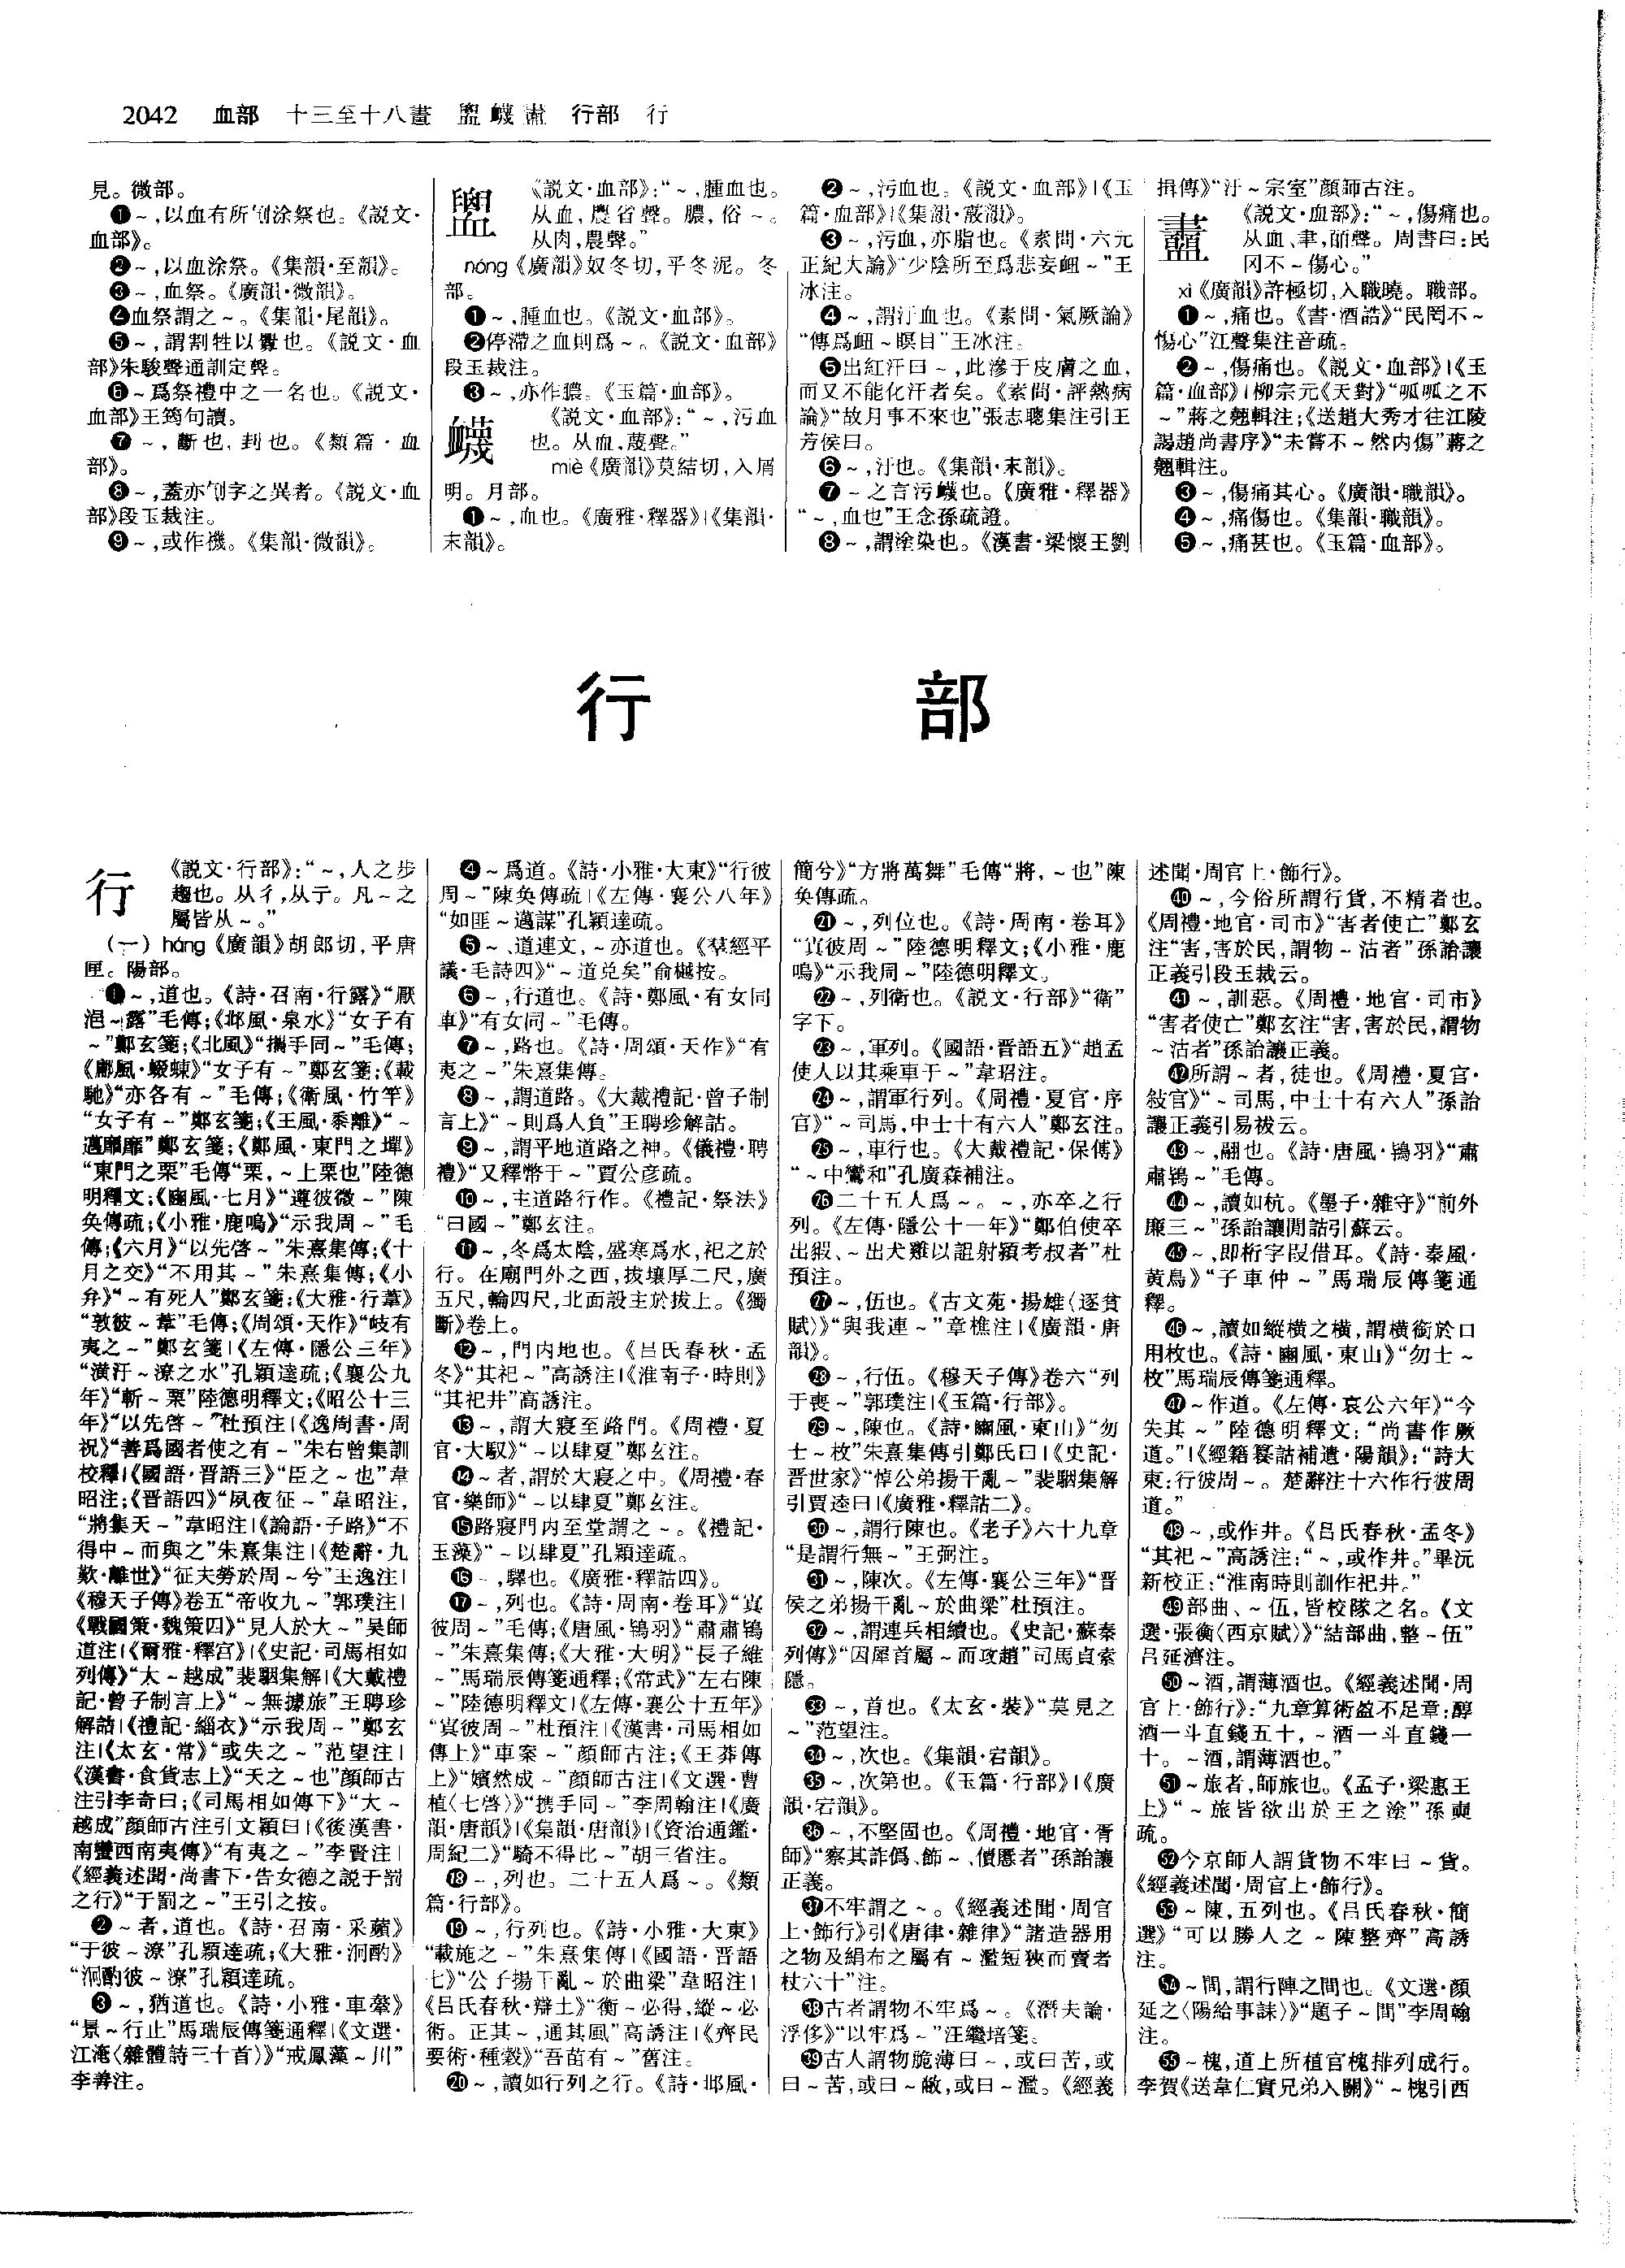 2042 血部 十三至十八畫 盥 衊 衋 行部 行
見。微部。
❶～,以血有所刉涂祭也。《説文·
血部》。
❷～,以血涂祭。《集韻·至韻》。
❸～,血祭。《廣韻·微韻》。
❹血祭謂之～。《集韻·尾韻》。
❺～,謂割牲以釁也。《説文·血
部》朱駿聲通訓定聲。
❻～爲祭禮中之一名也。《説文·
血部》王筠句讀。
❼～,斷也,刲也。《類篇·血
部》。
❽～,蓋亦刉字之異者。《説文·血
部》段玉裁注。
❾～,或作禨。《集韻·微韻》。
《説文·血部》:“～,腫血也。
从血,農省聲。膿,俗～。
从肉,農聲。”
nóng《廣韻》奴冬切,平冬泥。冬
部。
❶～,腫血也。《説文·血部》。
❷停滯之血則爲～。《説文·血部》
段玉裁注。
❸～,亦作膿。《玉篇·血部》。
衊
《説文·血部》:“～,污血
也。从血,蔑聲。”
miè《廣韻》莫結切,入屑
明。月部。
❶～,血也。《廣雅·釋器》|《集韻·
末韻》。
❷～,污血也。《説文·血部》|《玉
篇·血部》|《集韻·蔑韻》。
❸～,污血,亦脂也。《素問·六元
正紀大論》“少陰所至爲悲妄衄～”王
冰注。
❹～,謂汙血也。《素問·氣厥論》
“傳爲衄～瞑目”王冰注。
❺出紅汗曰～,此滲于皮膚之血,
而又不能化汗者矣。《素問·評熱病
論》“故月事不來也”張志聰集注引王
芳侯曰。
❻～,汙也。《集韻·末韻》。
❼～之言污衊也。《廣雅·釋器》
“～,血也”王念孫疏證。
❽～,謂塗染也。《漢書·梁懷王劉
揖傳》“汙～宗室”顔師古注。
衋
《説文·血部》:“～,傷痛也。
从血、聿,皕聲。周書曰:民
冈不～傷心。”
xì《廣韻》許極切,入職曉。職部。
❶～,痛也。《書·酒誥》“民罔不～
傷心”江聲集注音疏。
❷～,傷痛也。《説文·血部》|《玉
篇·血部》|柳宗元《天對》“呱呱之不
～”蔣之翹輯注;《送趙大秀才往江陵
謁趙尚書序》“未嘗不～然内傷”蔣之
翹輯注。
❸～,傷痛其心。《廣韻·職韻》。
❹～,痛傷也。《集韻·職韻》。
❺～,痛甚也。《玉篇·血部》。
行 部
行
《説文·行部》:“～,人之步
趨也。从彳,从亍。凡～之
屬皆从～。”
(一) háng《廣韻》胡郎切,平唐
匣。陽部。
❶～,道也。《詩·召南·行露》“厭
浥～露”毛傳;《邶風·泉水》“女子有
～”鄭玄箋;《北風》“攜手同～”毛傳;
《鄘風·蝃蝀》“女子有～”鄭玄箋;《載
馳》“亦各有～”毛傳;《衛風·竹竿》
“女子有～”鄭玄箋;《王風·黍離》“～
邁靡靡”鄭玄箋;《鄭風·東門之墠》
“東門之栗”毛傳“栗,～上栗也”陸德
明釋文;《豳風·七月》“遵彼微～”陳
奂傳疏;《小雅·鹿鳴》“示我周～”毛
傳;《六月》“以先啓～”朱熹集傳;《十
月之交》“不用其～”朱熹集傳;《小
弁》“～有死人”鄭玄箋;《大雅·行葦》
“敦彼～葦”毛傳;《周頌·天作》“岐有
夷之～”鄭玄箋|《左傳·隱公三年》
“潢汙～潦之水”孔穎達疏;《襄公九
年》“斬～栗”陸德明釋文;《昭公十三
年》“以先啓～”杜預注|《逸周書·周
祝》“善爲國者使之有～”朱右曾集訓
校釋|《國語·晋語三》“臣之～也”韋
昭注;《晋語四》“夙夜征～”韋昭注,
“將集天～”韋昭注|《論語·子路》“不
得中～而與之”朱熹集注|《楚辭·九
歎·離世》“征夫勞於周～兮”王逸注|
《穆天子傳》卷五“帝收九～”郭璞注|
《戰國策·魏策四》“見人於大～”吴師
道注|《爾雅·釋宫》|《史記·司馬相如
列傳》“太～越成”裴駰集解|《大戴禮
記·曾子制言上》“～無據旅”王聘珍
解詁|《禮記·緇衣》“示我周～”鄭玄
注|《太玄·常》“或失之～”范望注|
《漢書·食貨志上》“天之～也”顔師古
注引李奇曰;《司馬相如傳下》“大～
越成”顔師古注引文穎曰|《後漢書·
南蠻西南夷傳》“有夷之～”李賢注|
《經義述聞·尚書下·告女德之説于罰
之行》“于罰之～”王引之按。
❷～者,道也。《詩·召南·采蘋》
“于彼～潦”孔穎達疏;《大雅·泂酌》
“泂酌彼～潦”孔穎達疏。
❸～,猶道也。《詩·小雅·車舝》
“景～行止”馬瑞辰傳箋通釋|《文選·
江淹〈雜體詩三十首〉》“戒鳳藻～川”
李善注。
❹～爲道。《詩·小雅·大東》“行彼
周～”陳奂傳疏|《左傳·襄公八年》
“如匪～邁謀”孔穎達疏。
❺～、道連文,～亦道也。《羣經平
議·毛詩四》“～道兑矣”俞樾按。
❻～,行道也。《詩·鄭風·有女同
車》“有女同～”毛傳。
❼～,路也。《詩·周頌·天作》“有
夷之～”朱熹集傳。
❽～,謂道路。《大戴禮記·曾子制
言上》“～則爲人負”王聘珍解詁。
❾～,謂平地道路之神。《儀禮·聘
禮》“又釋幣于～”賈公彦疏。
❿～,主道路行作。《禮記·祭法》
“曰國～”鄭玄注。
⓫～,冬爲太陰,盛寒爲水,祀之於
行。在廟門外之西,拔壤厚二尺,廣
五尺,輪四尺,北面設主於拔上。《獨
斷》卷上。
⓬～,門内地也。《吕氏春秋·孟
冬》“其祀～”高誘注|《淮南子·時則》
“其祀井”高誘注。
⓭～,謂大寢至路門。《周禮·夏
官·大馭》“～以肆夏”鄭玄注。
⓮～者,謂於大寢之中。《周禮·春
官·樂師》“～以肆夏”鄭玄注。
⓯路寢門内至堂謂之～。《禮記·
玉藻》“～以肆夏”孔穎達疏。
⓰～,驛也。《廣雅·釋詁四》。
⓱～,列也。《詩·周南·卷耳》“寘
彼周～”毛傳;《唐風·鴇羽》“肅肅鴇
～”朱熹集傳;《大雅·大明》“長子維
～”馬瑞辰傳箋通釋;《常武》“左右陳
～”陸德明釋文|《左傳·襄公十五年》
“寘彼周～”杜預注|《漢書·司馬相如
傳上》“車案～”顔師古注;《王莽傳
上》“嬪然成～”顔師古注|《文選·曹
植〈七啓〉》“携手同～”李周翰注|《廣
韻·唐韻》|《集韻·唐韻》|《資治通鑑·
周紀二》“騎不得比～”胡三省注。
⓲～,列也。二十五人爲～。《類
篇·行部》。
⓳～,行列也。《詩·小雅·大東》
“載施之～”朱熹集傳|《國語·晋語
七》“公子揚干亂～於曲梁”韋昭注|
《吕氏春秋·辯土》“衡～必得,縱～必
術。正其～,通其風”高誘注|《齊民
要術·種穀》“吾苗有～”舊注。
⓴～,讀如行列之行。《詩·邶風·
簡兮》“方將萬舞”毛傳“將,～也”陳
奂傳疏。
㉑～,列位也。《詩·周南·卷耳》
“寘彼周～”陸德明釋文;《小雅·鹿
鳴》“示我周～”陸德明釋文。
㉒～,列衛也。《説文·行部》“衛”
字下。
㉓～,軍列。《國語·晋語五》“趙孟
使人以其乘車干～”韋昭注。
㉔～,謂軍行列。《周禮·夏官·序
官》“～司馬,中士十有六人”鄭玄注。
㉕～,車行也。《大戴禮記·保傅》
“～中鸞和”孔廣森補注。
㉖二十五人爲～。～,亦卒之行
列。《左傳·隱公十一年》“鄭伯使卒
出豭、～出犬雞以詛射潁考叔者”杜
預注。
㉗～,伍也。《古文苑·揚雄〈逐貧
賦〉》“與我連～”章樵注|《廣韻·唐
韻》。
㉘～,行伍。《穆天子傳》卷六“列
于喪～”郭璞注|《玉篇·行部》。
㉙～,陳也。《詩·豳風·東山》“勿
士～枚”朱熹集傳引鄭氏曰|《史記·
晋世家》“悼公弟揚干亂～”裴駰集解
引賈逵曰|《廣雅·釋詁二》。
㉚～,謂行陳也。《老子》六十九章
“是謂行無～”王弼注。
㉛～,陳次。《左傳·襄公三年》“晋
侯之弟揚干亂～於曲梁”杜預注。
㉜～,謂連兵相續也。《史記·蘇秦
列傳》“因犀首屬～而攻趙”司馬貞索
隱。
㉝～,首也。《太玄·裝》“莫見之
～”范望注。
㉞～,次也。《集韻·宕韻》。
㉟～,次第也。《玉篇·行部》|《廣
韻·宕韻》。
㊱～,不堅固也。《周禮·地官·胥
師》“察其詐僞、飾～、儥慝者”孫詒讓
正義。
㊲不牢謂之～。《經義述聞·周官
上·飾行》引《唐律·雜律》“諸造器用
之物及絹布之屬有～濫短狹而賣者
杖六十”注。
㊳古者謂物不牢爲～。《潛夫論·
浮侈》“以牢爲～”汪繼培箋。
㊴古人謂物脆薄曰～,或曰苦,或
曰～苦,或曰～敝,或曰～濫。《經義
述聞·周官上·飾行》。
㊵～,今俗所謂行貨,不精者也。
《周禮·地官·司市》“害者使亡”鄭玄
注“害,害於民,謂物～沽者”孫詒讓
正義引段玉裁云。
㊶～,訓惡。《周禮·地官·司市》
“害者使亡”鄭玄注“害,害於民,謂物
～沽者”孫詒讓正義。
㊷所謂～者,徒也。《周禮·夏官·
敍官》“～司馬,中士十有六人”孫詒
讓正義引易祓云。
㊸～,翮也。《詩·唐風·鴇羽》“肅
肅鴇～”毛傳。
㊹～,讀如杭。《墨子·雜守》“前外
廉三～”孫詒讓閒詁引蘇云。
㊺～,即桁字叚借耳。《詩·秦風·
黄鳥》“子車仲～”馬瑞辰傳箋通
釋。
㊻～,讀如縱横之横,謂横銜於口
用枚也。《詩·豳風·東山》“勿士～
枚”馬瑞辰傳箋通釋。
㊼～作道。《左傳·哀公六年》“今
失其～”陸德明釋文:“尚書作厥
道。”|《經籍籑詁補遺·陽韻》:“詩大
東:行彼周～。楚辭注十六作行彼周
道。”
㊽～,或作井。《吕氏春秋·孟冬》
“其祀～”高誘注:“～,或作井。”畢沅
新校正:“淮南時則訓作祀井。”
㊾部曲、～伍,皆校隊之名。《文
選·張衡〈西京賦〉》“結部曲,整～伍”
吕延濟注。
㊿～酒,謂薄酒也。《經義述聞·周
官上·飾行》:“九章算術盈不足章:醇
酒一斗直錢五十,～酒一斗直錢一
十。～酒,謂薄酒也。”
51～旅者,師旅也。《孟子·梁惠王
上》“～旅皆欲出於王之塗”孫奭
疏。
52今京師人謂貨物不牢曰～貨。
《經義述聞·周官上·飾行》。
53～陳,五列也。《吕氏春秋·簡
選》“可以勝人之～陳整齊”高誘
注。
54～間,謂行陣之間也。《文選·顔
延之〈陽給事誄〉》“題子～間”李周翰
注。
55～槐,道上所植官槐排列成行。
李賀《送韋仁實兄弟入關》“～槐引西